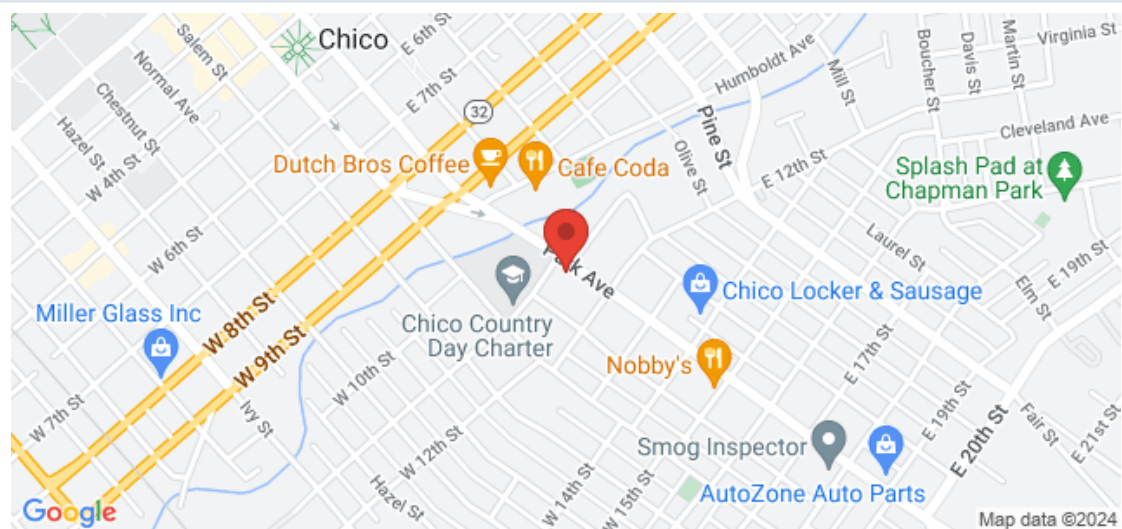 Salem St
Chico
E 6th St
Normal Ave
Humboldt Ave
Boucher St
Davis St
Martin St
Virginia St
Chestnut St
E 7th St
Mill St
Hazel St
32
Pine St
Cleveland Ave
W 4th St
Dutch Bros Coffee
Cafe Coda
Olive St
E 12th St
Splash Pad at
Chapman Park
W 6th St
Park Ave
Laurel St
E 19th St
Elm St
Miller Glass Inc
W 8th St
Chico Country
Day Charter
Chico Locker & Sausage
W 9th St
Nobby's
E 17th St
W 7th St
Ivy St
W 10th St
E 19th St
Fair St
E 21st St
W 12th St
Smog Inspector
E 20th St
Hazel St
W 14th St
W 15th St
AutoZone Auto Parts
Google
Map data ©2024